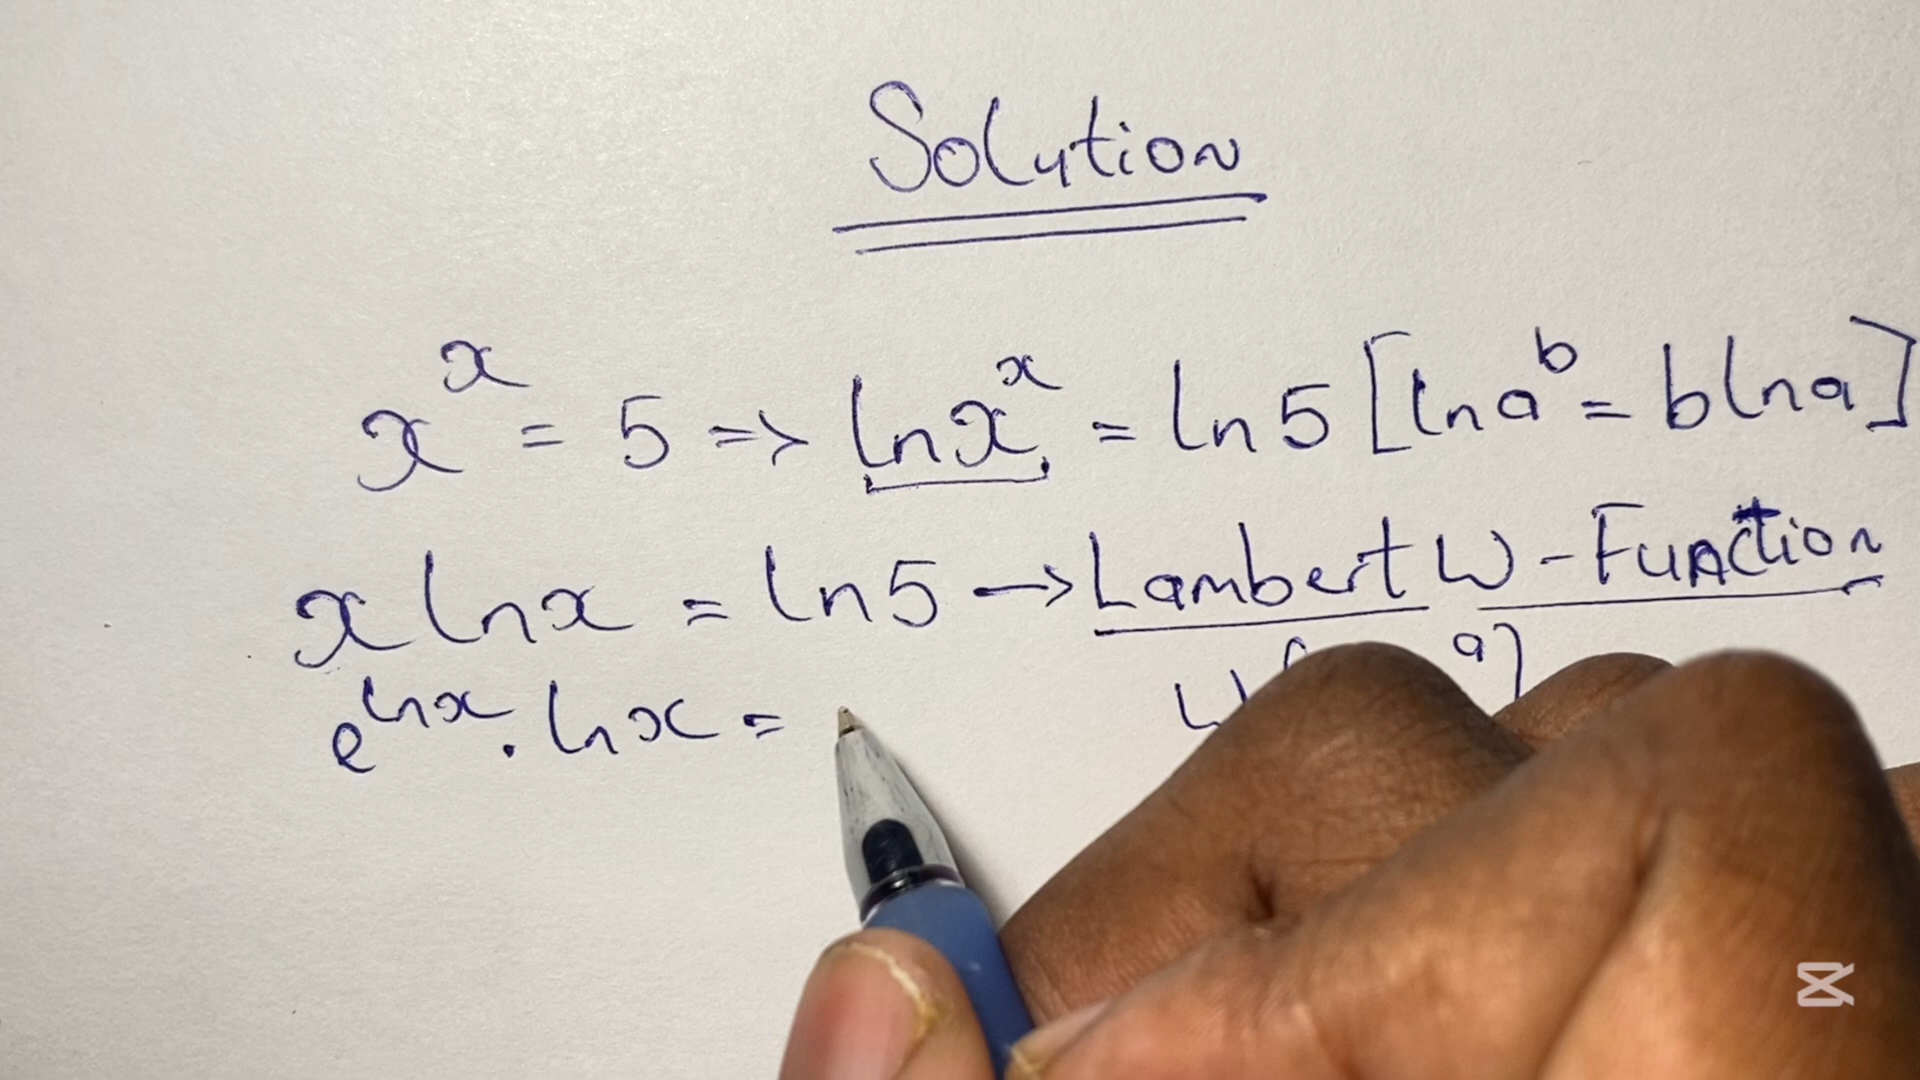 Solution
x^x = 5 => ln x^x = ln 5 [ln a^b = b ln a]
x ln x = ln 5 → Lambert W - Function
e^ln x . ln x =